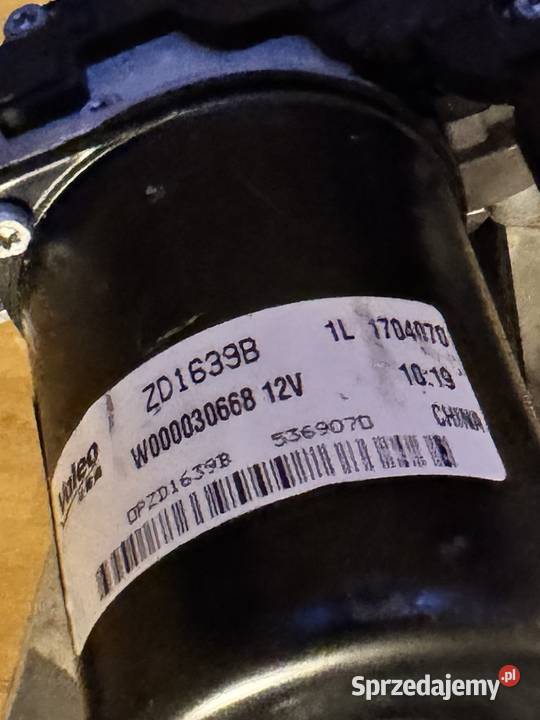 ZD1639B 1L 1704070
W000030668 12V 10:19
Valeo 0PZD1639B 5369070 CHINA
Sprzedajemy.pl